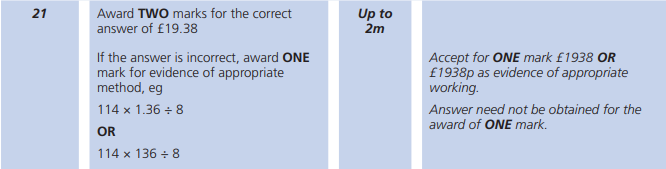 21
Award TWO marks for the correct
answer of £19.38
If the answer is incorrect, award ONE
mark for evidence of appropriate
method, eg
114 × 1.36 ÷ 8
OR
114 × 136 ÷ 8
Up to
2m
Accept for ONE mark £1938 OR
£1938p as evidence of appropriate
working.
Answer need not be obtained for the
award of ONE mark.